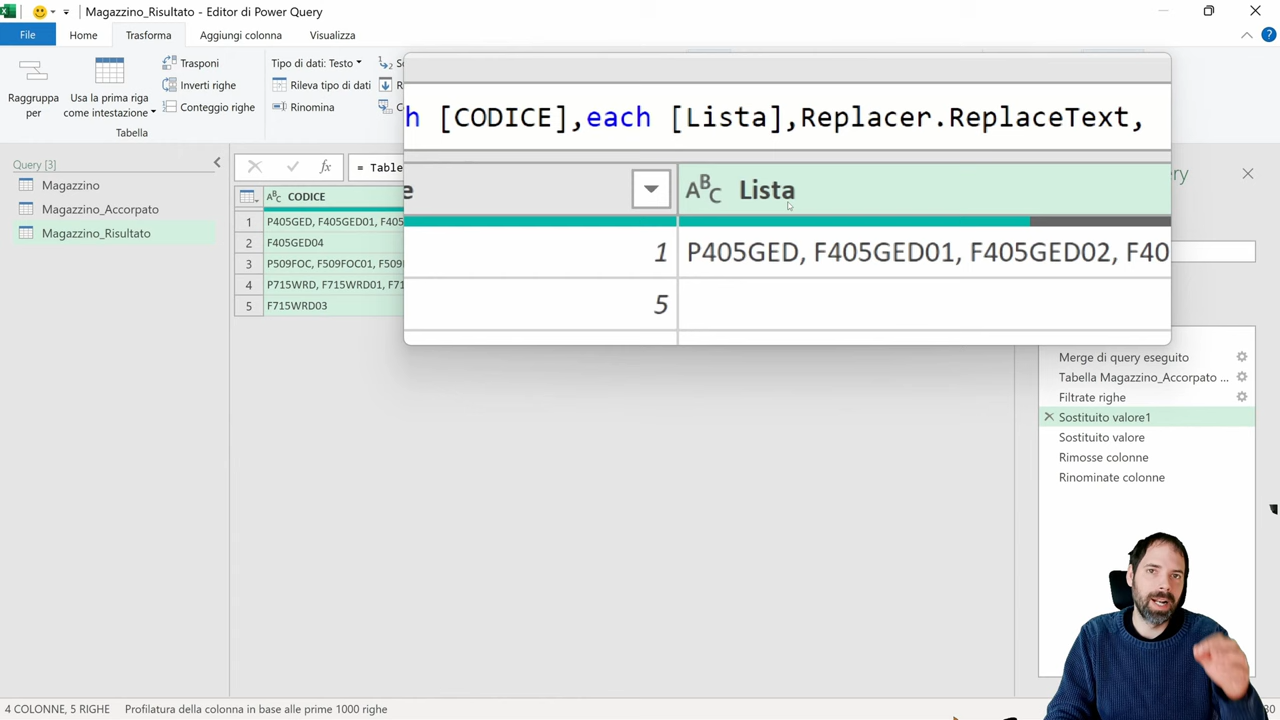 Magazzino_Risultato - Editor di Power Query
File
Home
Trasforma
Aggiungi colonna
Visualizza
Raggruppa
per
Usa la prima riga
come intestazione
Trasponi
Inverti righe
Conteggio righe
Tabella
Tipo di dati: Testo
Rileva tipo di dati
Rinomina
h [CODICE],each [Lista],Replacer.ReplaceText,
e
ABC Lista
1 P405GED, F405GED01, F405GED02, F40
5
Query [3]
Magazzino
Magazzino_Accorpato
Magazzino_Risultato
fx
= Table
ABC CODICE
1 P405GED, F405GED01, F405
2 F405GED04
3 P509FOC, F509FOC01, F509
4 P715WRD, F715WRD01, F71
5 F715WRD03
ry
Merge di query eseguito
Tabella Magazzino_Accorpato ...
Filtrate righe
Sostituito valore1
Sostituito valore
Rimosse colonne
Rinominate colonne
4 COLONNE, 5 RIGHE
Profilatura della colonna in base alle prime 1000 righe